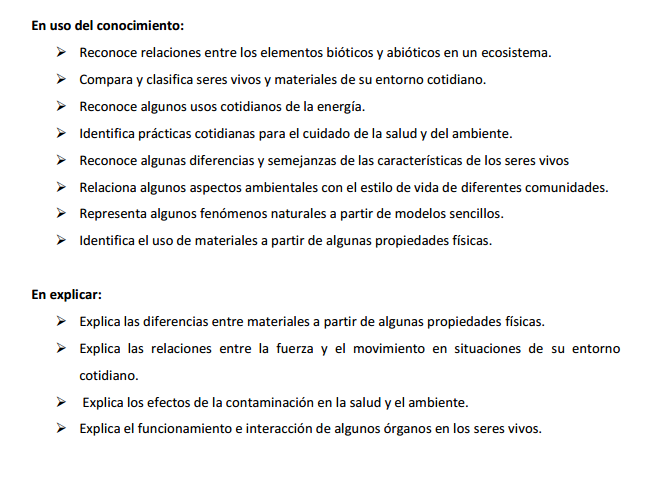 En uso del conocimiento:
➢ Reconoce relaciones entre los elementos bióticos y abióticos en un ecosistema.
➢ Compara y clasifica seres vivos y materiales de su entorno cotidiano.
➢ Reconoce algunos usos cotidianos de la energía.
➢ Identifica prácticas cotidianas para el cuidado de la salud y del ambiente.
➢ Reconoce algunas diferencias y semejanzas de las características de los seres vivos
➢ Relaciona algunos aspectos ambientales con el estilo de vida de diferentes comunidades.
➢ Representa algunos fenómenos naturales a partir de modelos sencillos.
➢ Identifica el uso de materiales a partir de algunas propiedades físicas.
En explicar:
➢ Explica las diferencias entre materiales a partir de algunas propiedades físicas.
➢ Explica las relaciones entre la fuerza y el movimiento en situaciones de su entorno
cotidiano.
➢ Explica los efectos de la contaminación en la salud y el ambiente.
➢ Explica el funcionamiento e interacción de algunos órganos en los seres vivos.